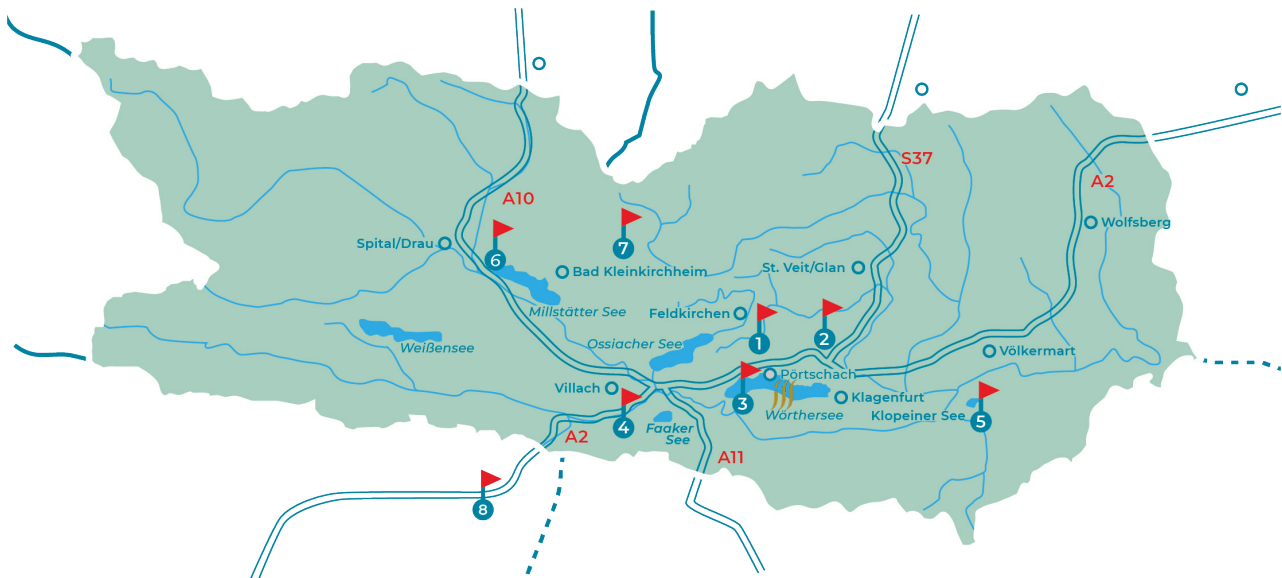 S37
A2
A10
Wolfsberg
Spital/Drau
6
7
Bad Kleinkirchheim
St. Veit/Glan
Millstätter See
Feldkirchen
1
2
Ossiacher See
Weißensee
Völkermart
Pörtschach
Villach
3
Wörthersee
Klagenfurt
Klopeiner See
5
4
Faaker
See
A2
A11
8